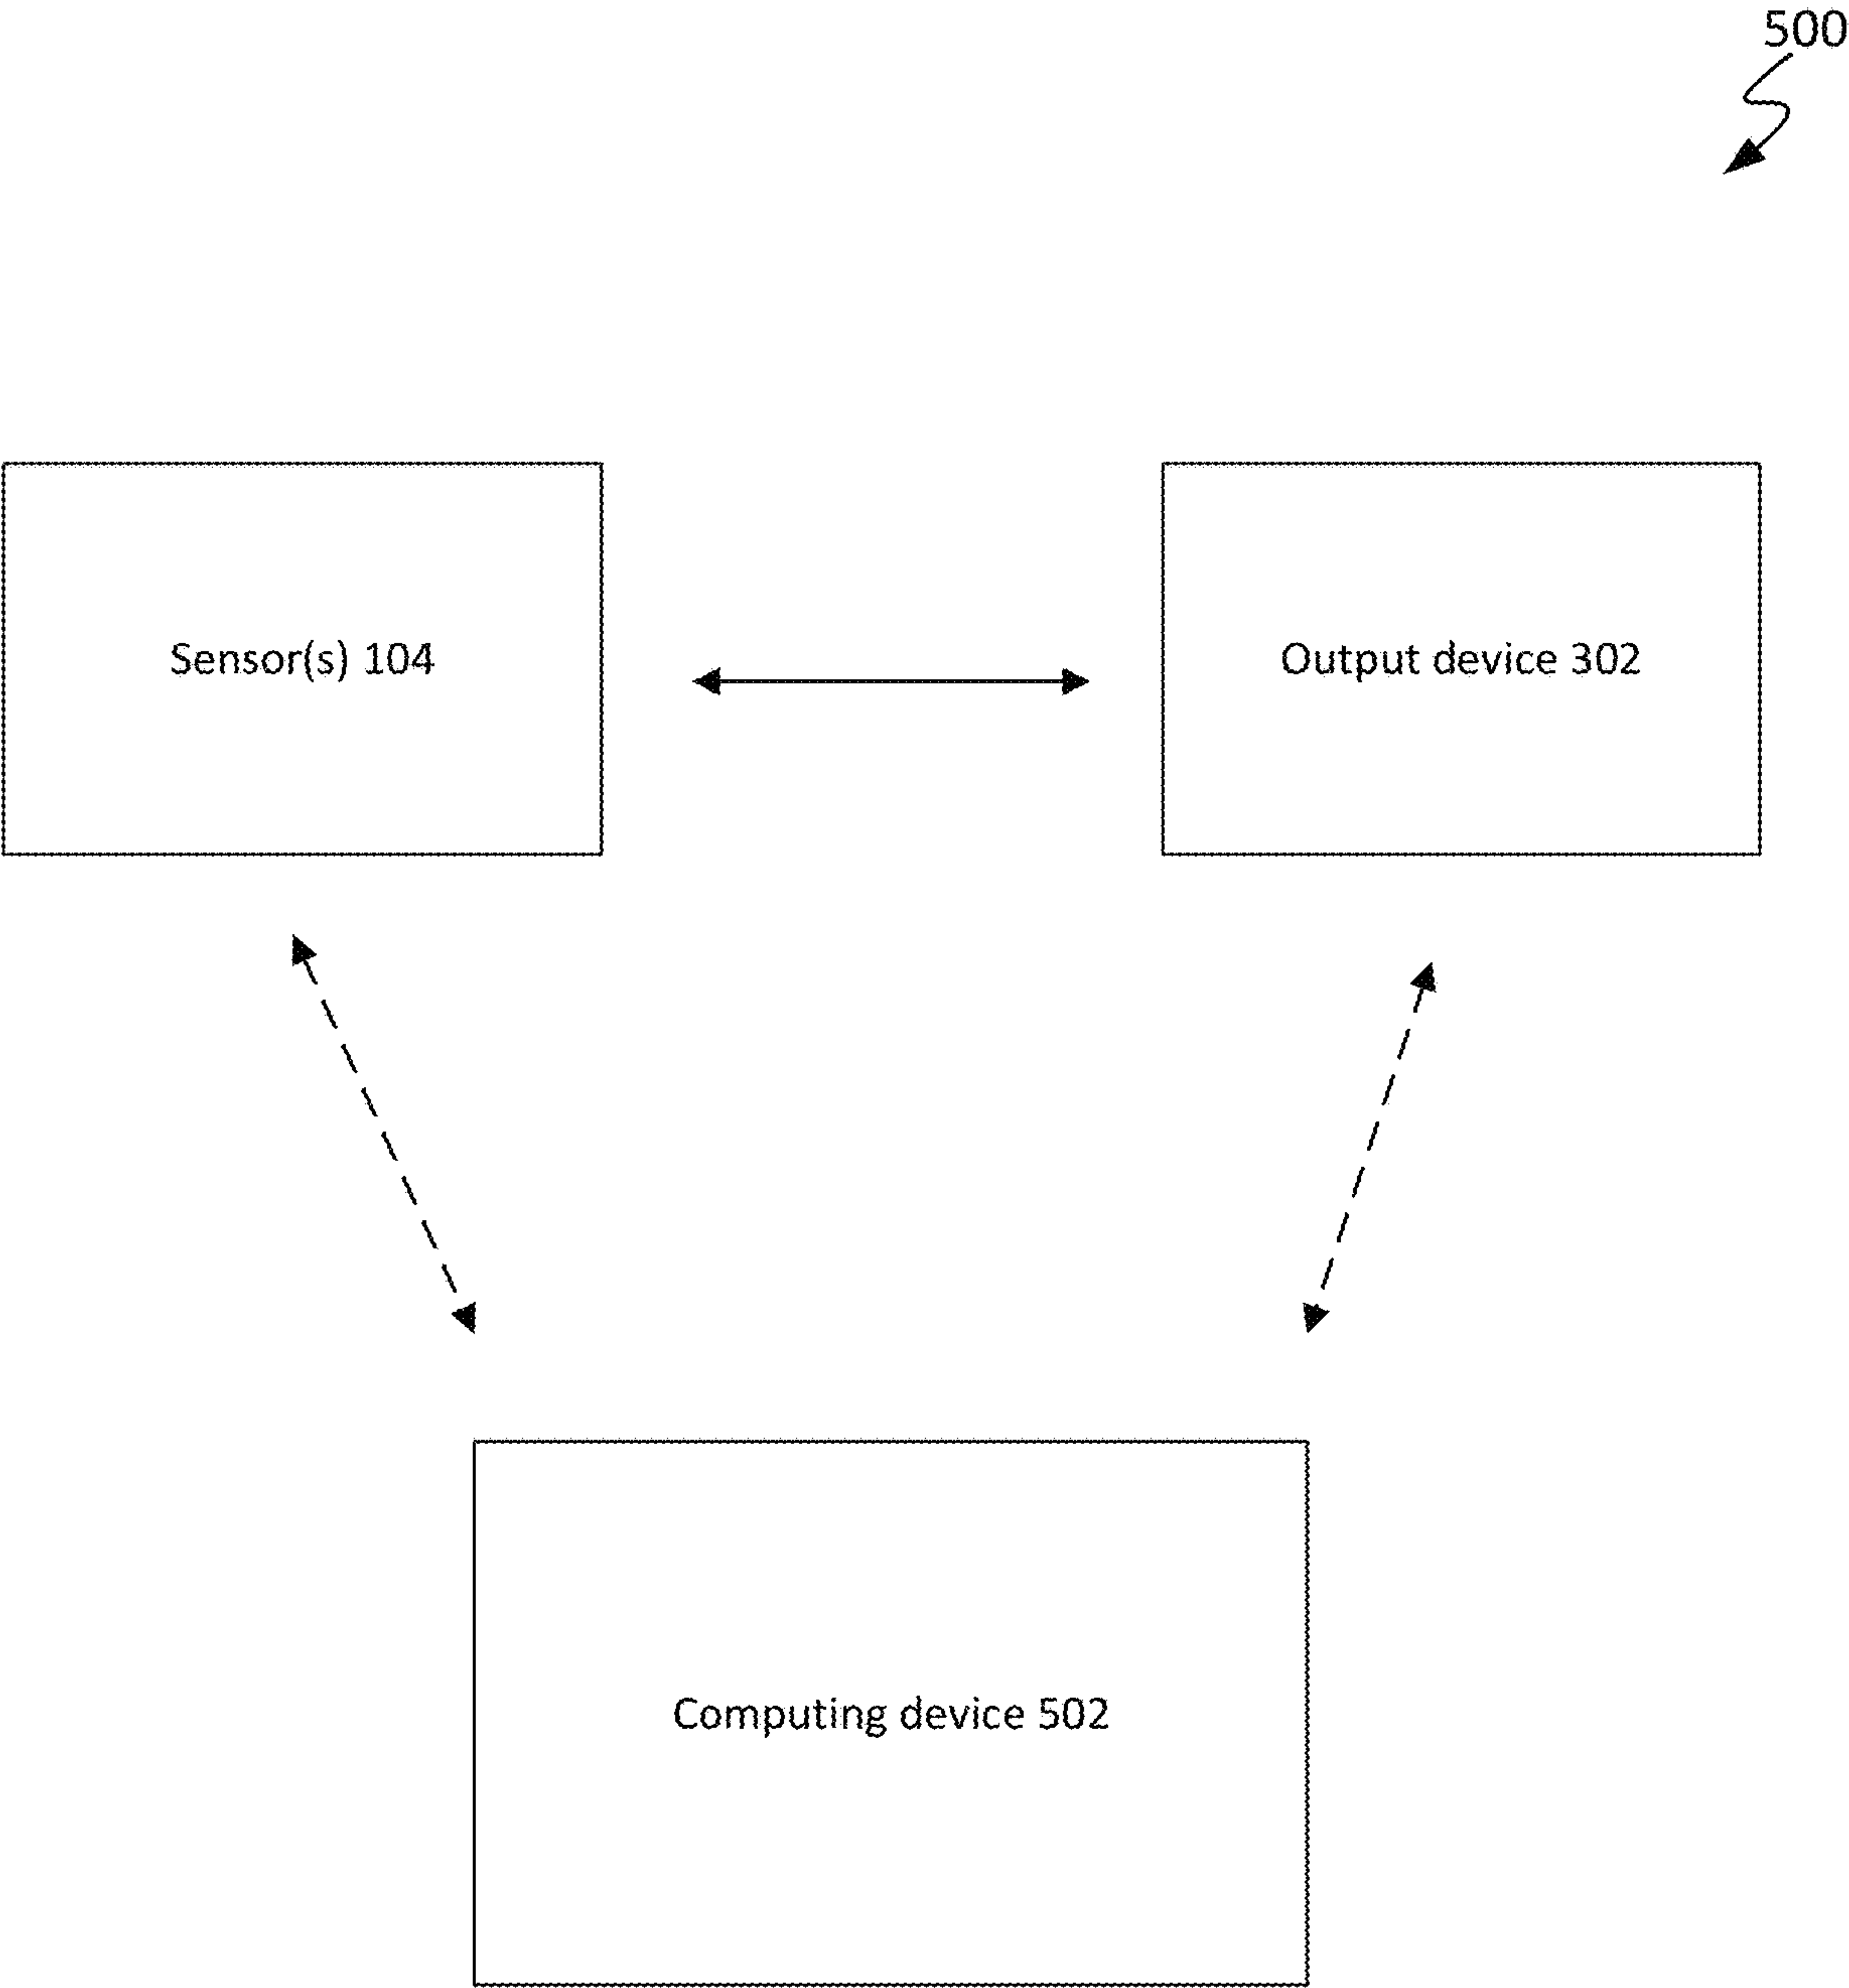 500
Sensor(s) 104
Output device 302
Computing device 502